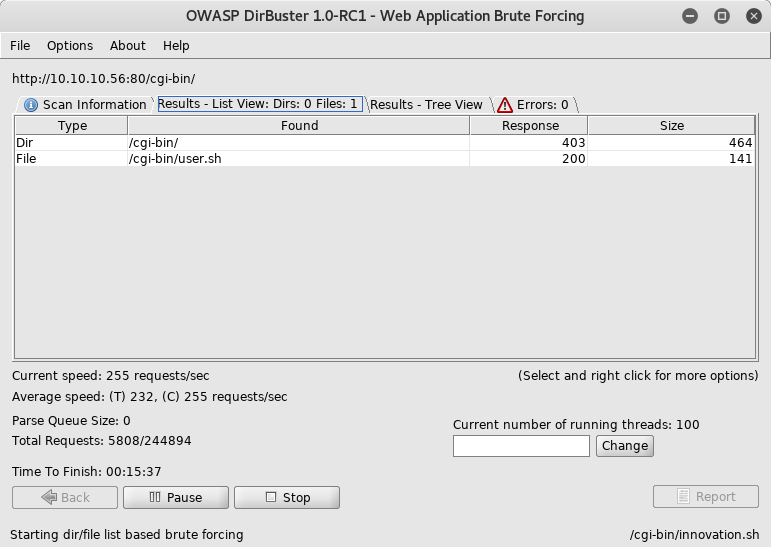 OWASP DirBuster 1.0-RC1 - Web Application Brute Forcing
File Options About Help
http://10.10.10.56:80/cgi-bin/
Scan Information Results - List View: Dirs: 0 Files: 1 Results - Tree View Errors: 0
Type Found Response Size
Dir /cgi-bin/ 403 464
File /cgi-bin/user.sh 200 141
Current speed: 255 requests/sec (Select and right click for more options)
Average speed: (T) 232, (C) 255 requests/sec
Parse Queue Size: 0 Current number of running threads: 100
Total Requests: 5808/244894 Change
Time To Finish: 00:15:37
Back Pause Stop Report
Starting dir/file list based brute forcing /cgi-bin/innovation.sh